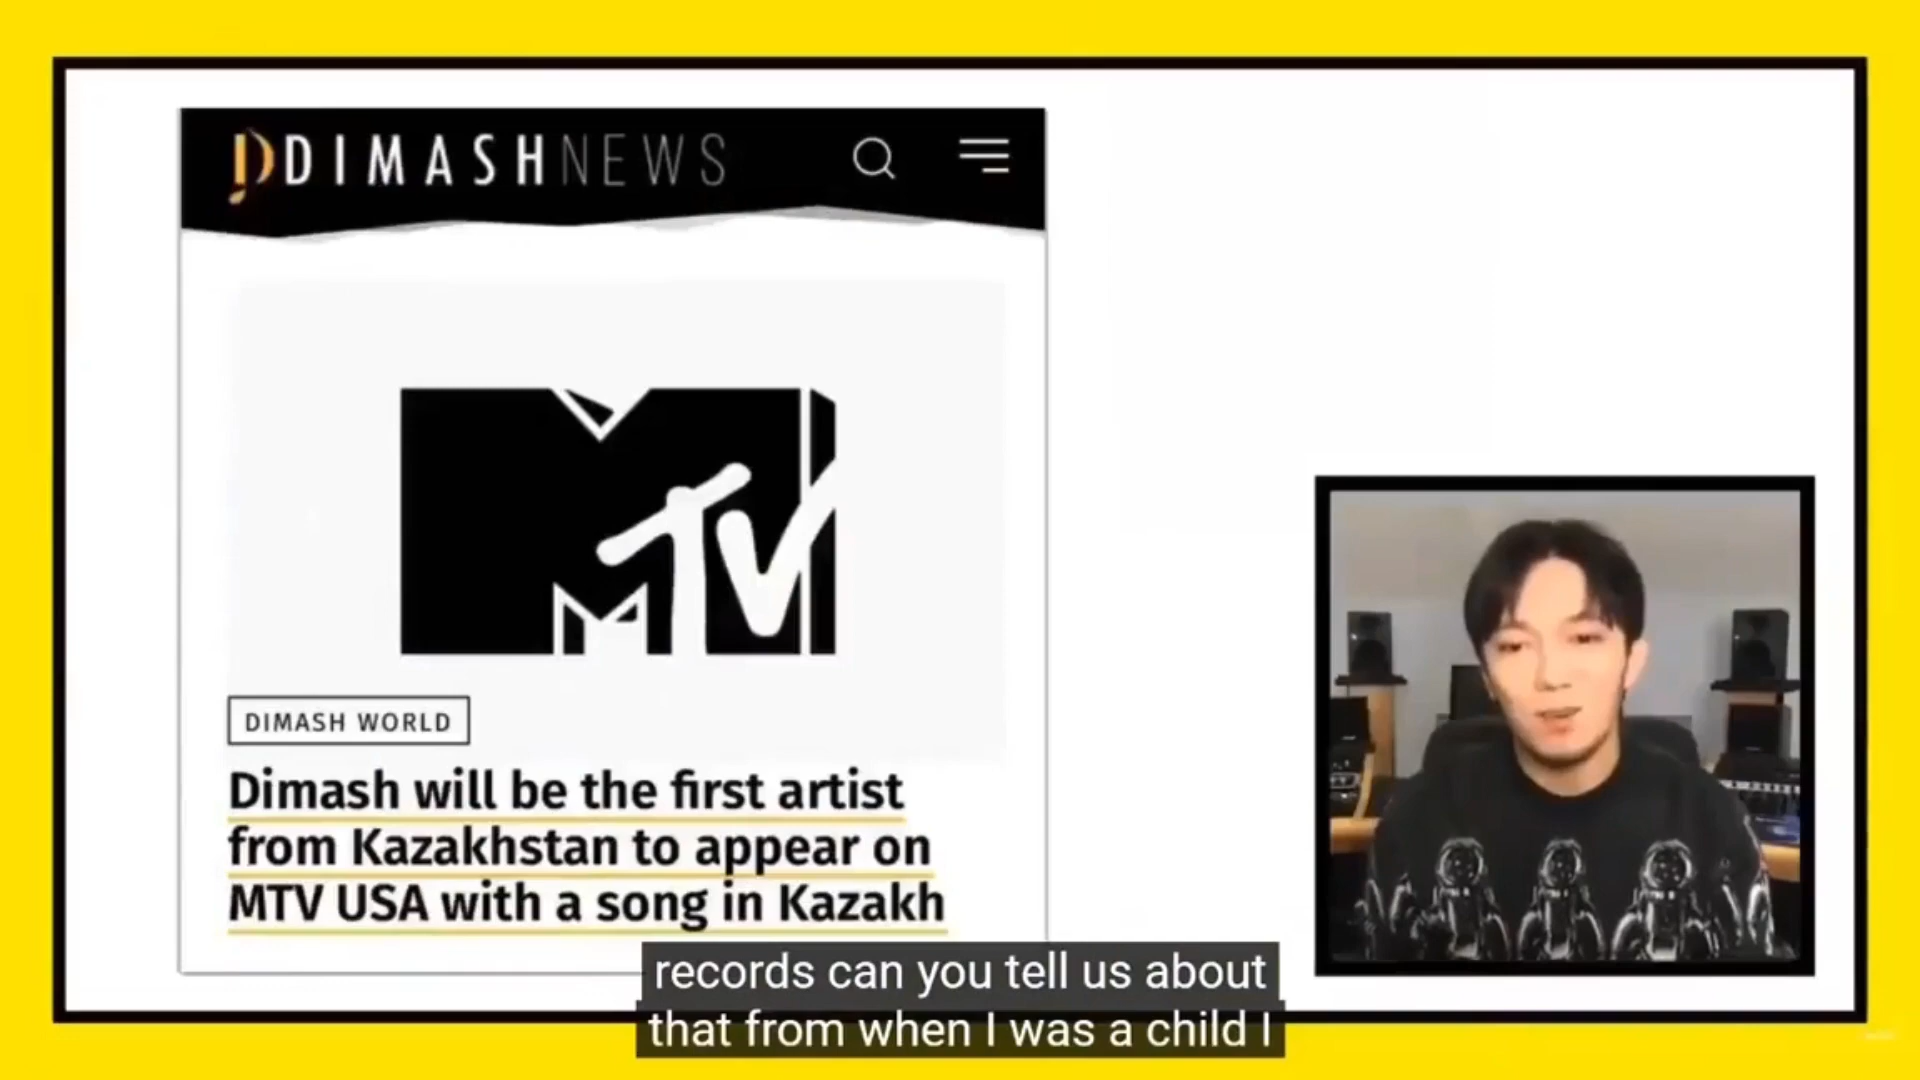 DIMASHNEWS
MTV
DIMASH WORLD
Dimash will be the first artist
from Kazakhstan to appear on
MTV USA with a song in Kazakh
records can you tell us about
that from when I was a child I